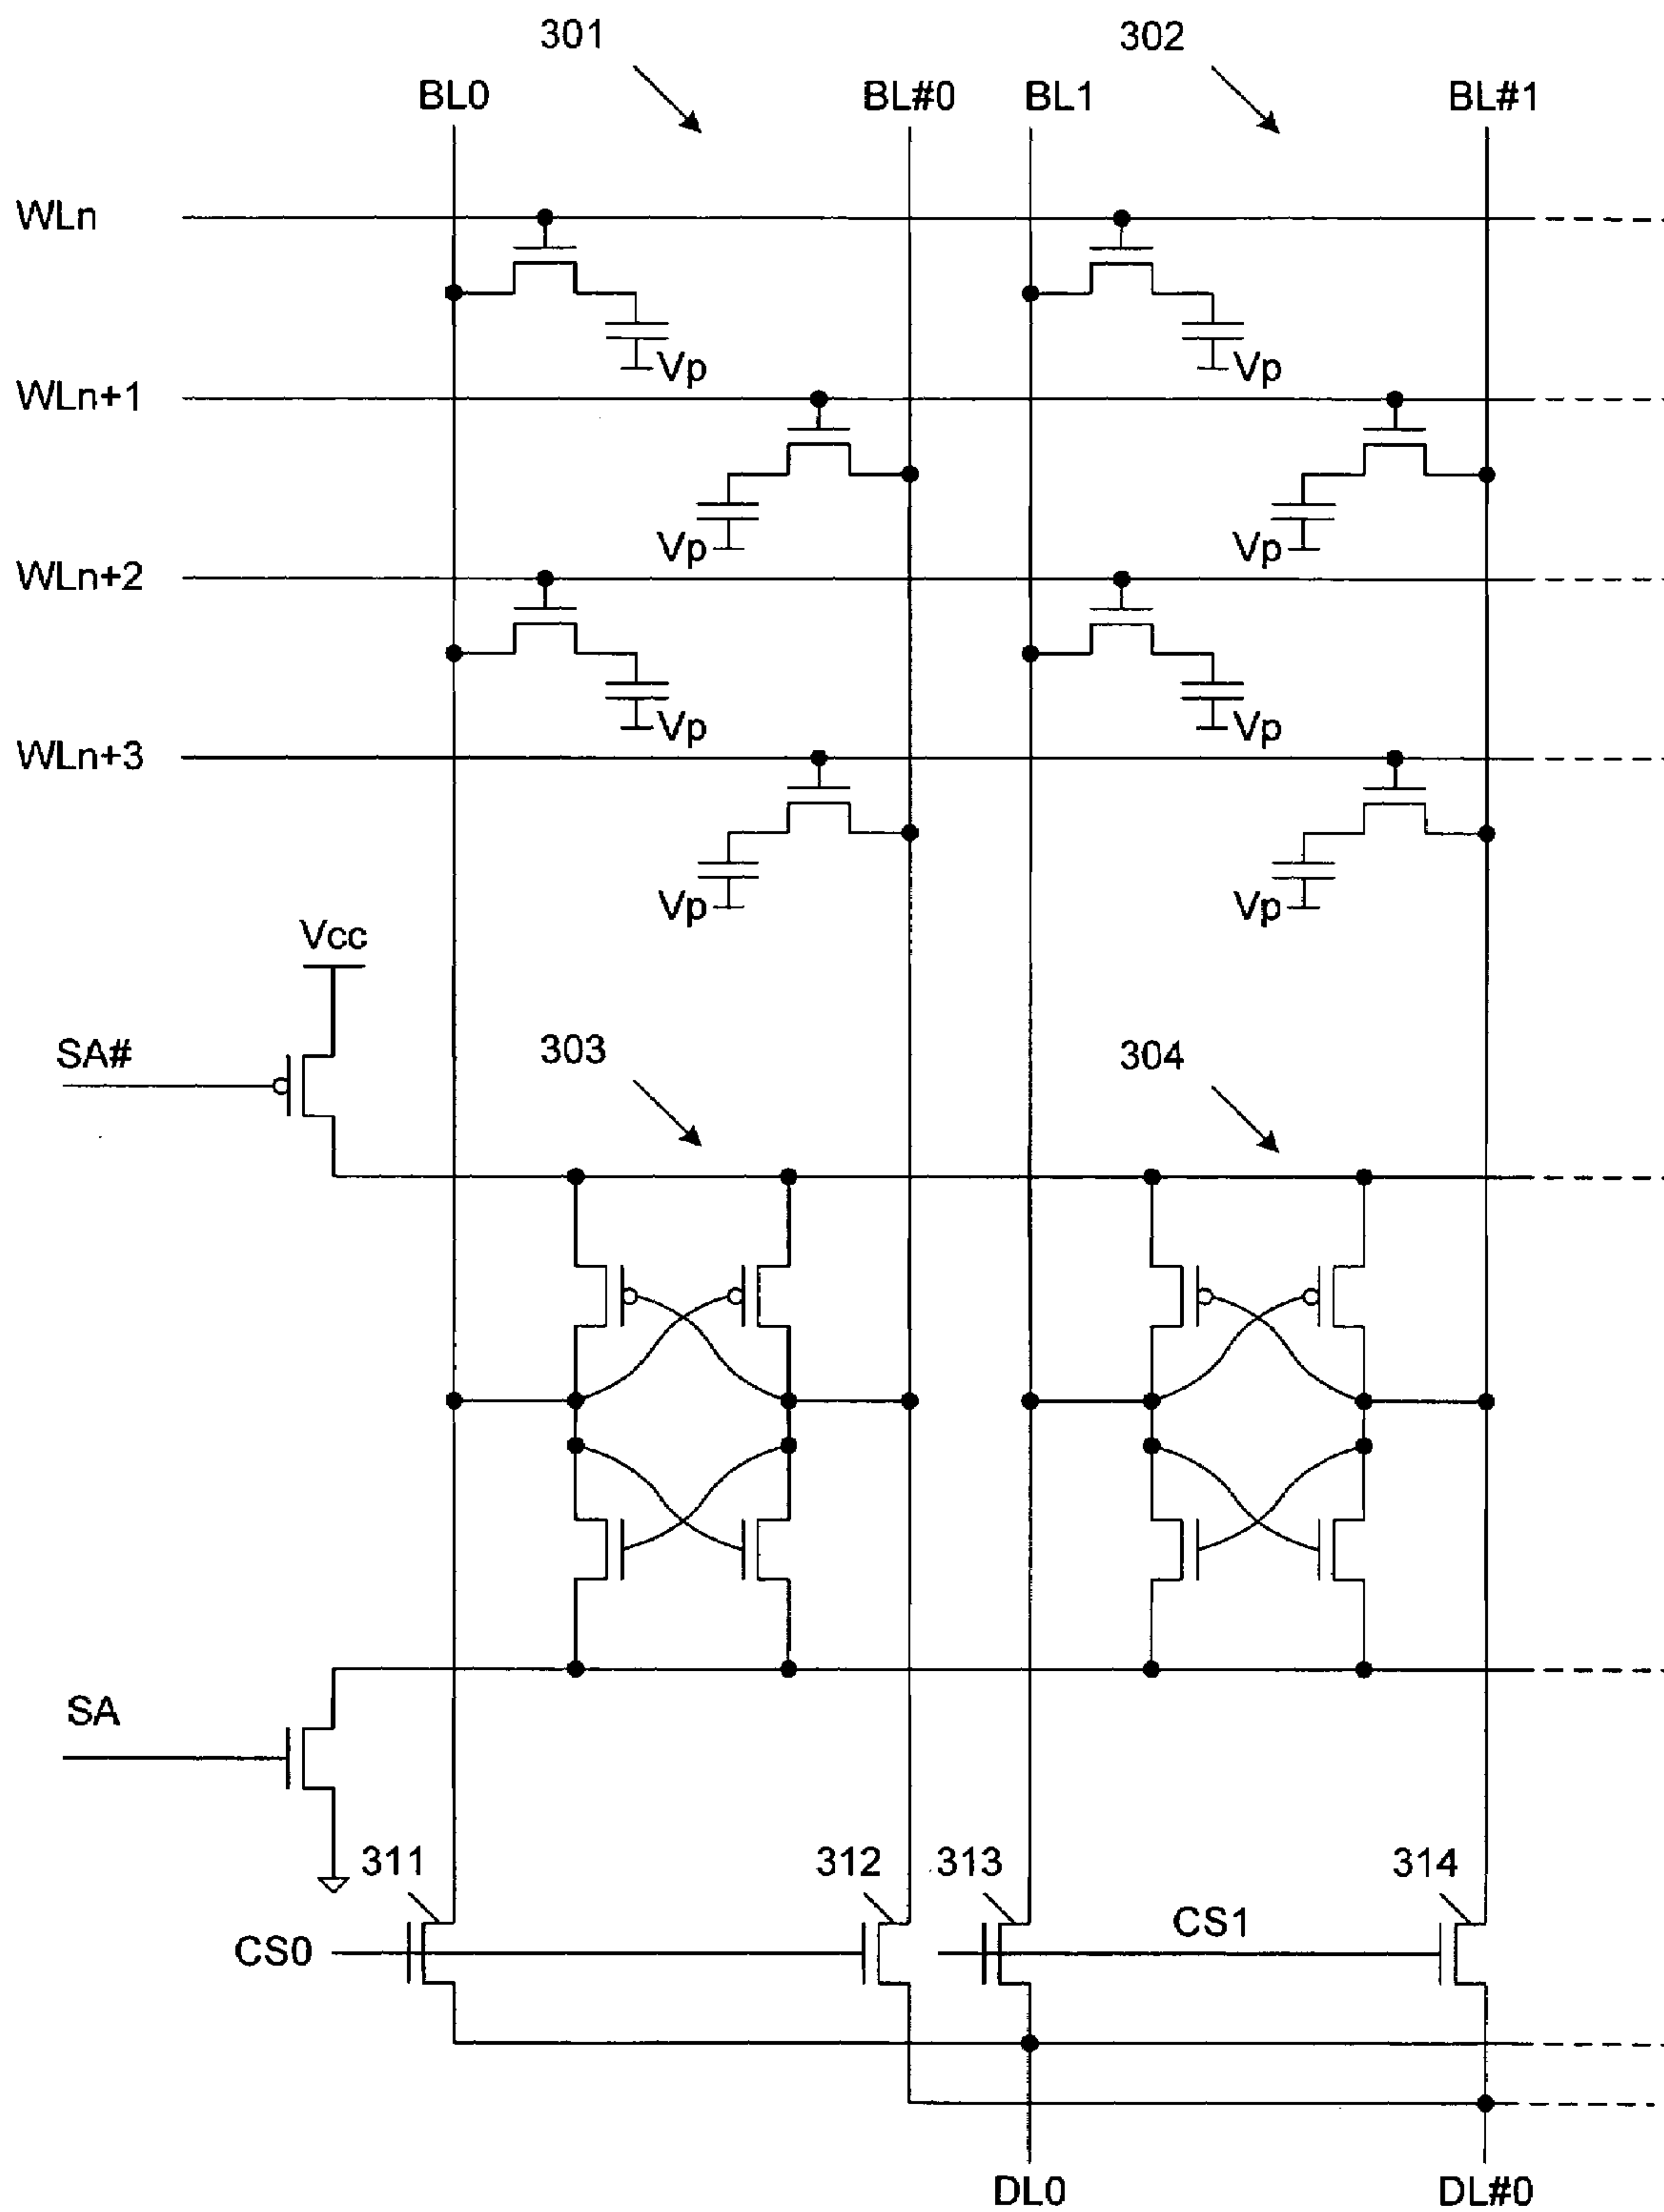 301
302
BL0
BL#0
BL1
BL#1
WLn
Vp
Vp
WLn+1
Vp
Vp
WLn+2
Vp
Vp
WLn+3
Vp
Vp
Vcc
SA#
303
304
SA
311
312
313
314
CS0
CS1
DL0
DL#0